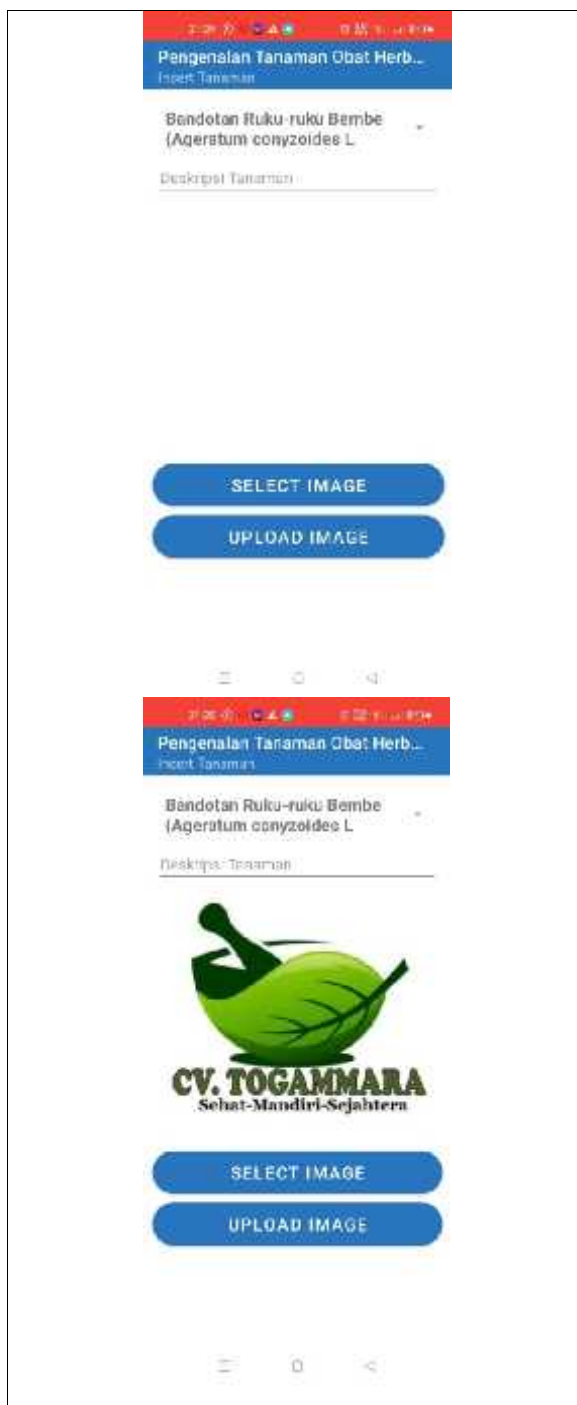 Pengenalan Tanaman Obat Herb...
Insert Tanaman
Bandotan Ruku-ruku Bembe
(Ageratum conyzoides L
Deskripsi Tanaman
SELECT IMAGE
UPLOAD IMAGE
Pengenalan Tanaman Obat Herb...
Insert Tanaman
Bandotan Ruku-ruku Bembe
(Ageratum conyzoides L
Deskripsi Tanaman
CV. TOGAMMARA
Sehat-Mandiri-Sejahtera
SELECT IMAGE
UPLOAD IMAGE